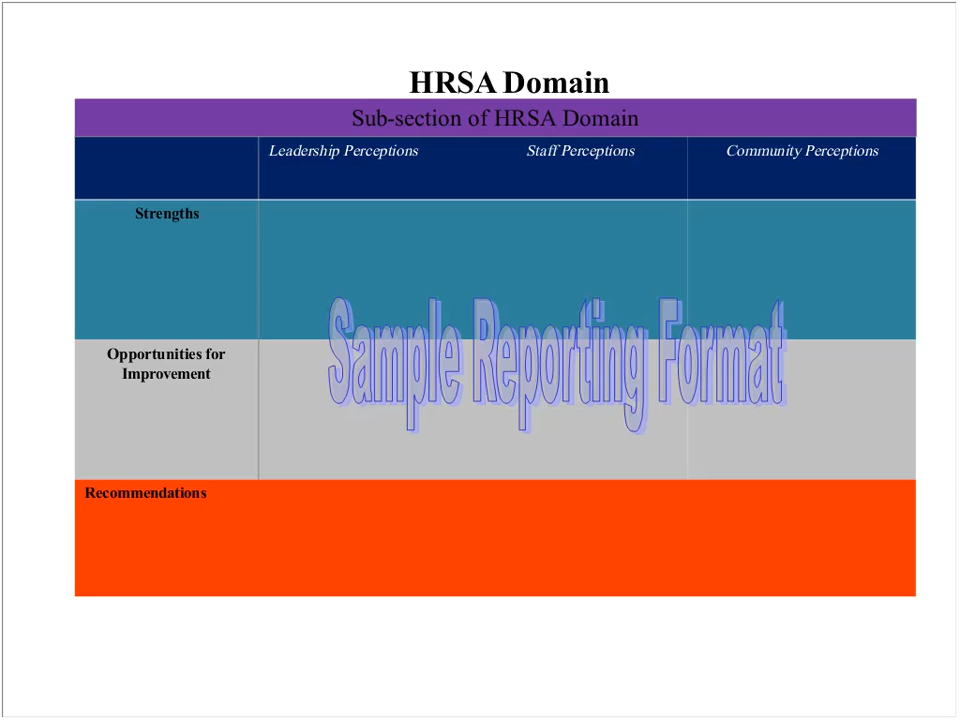 HRSA Domain
Sub-section of HRSA Domain
Leadership Perceptions Staff Perceptions Community Perceptions
Strengths
Sample Reporting Format
Opportunities for
Improvement
Recommendations